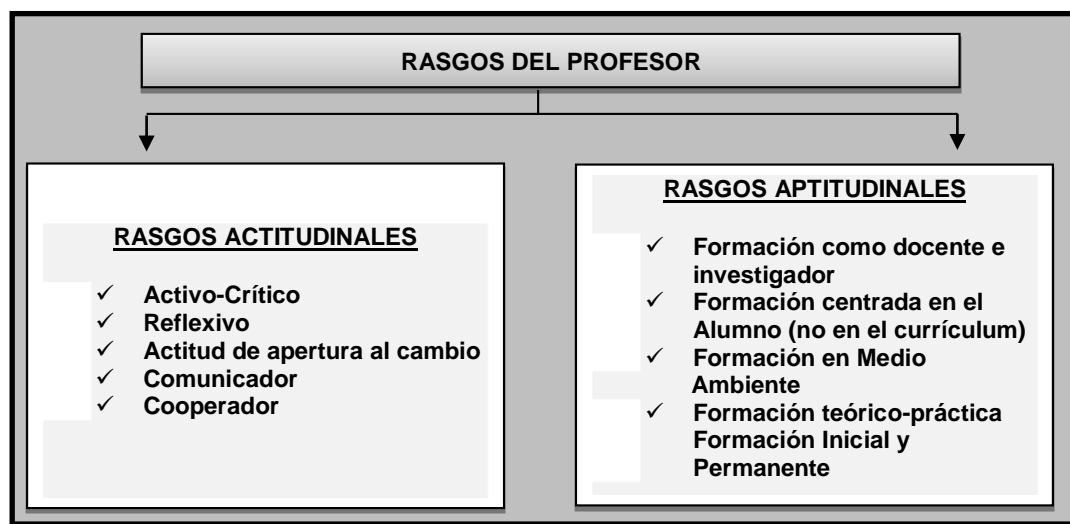 RASGOS DEL PROFESOR
RASGOS ACTITUDINALES
✓ Activo-Crítico
✓ Reflexivo
✓ Actitud de apertura al cambio
✓ Comunicador
✓ Cooperador
RASGOS APTITUDINALES
✓ Formación como docente e
investigador
✓ Formación centrada en el
Alumno (no en el currículum)
✓ Formación en Medio
Ambiente
✓ Formación teórico-práctica
Formación Inicial y
Permanente